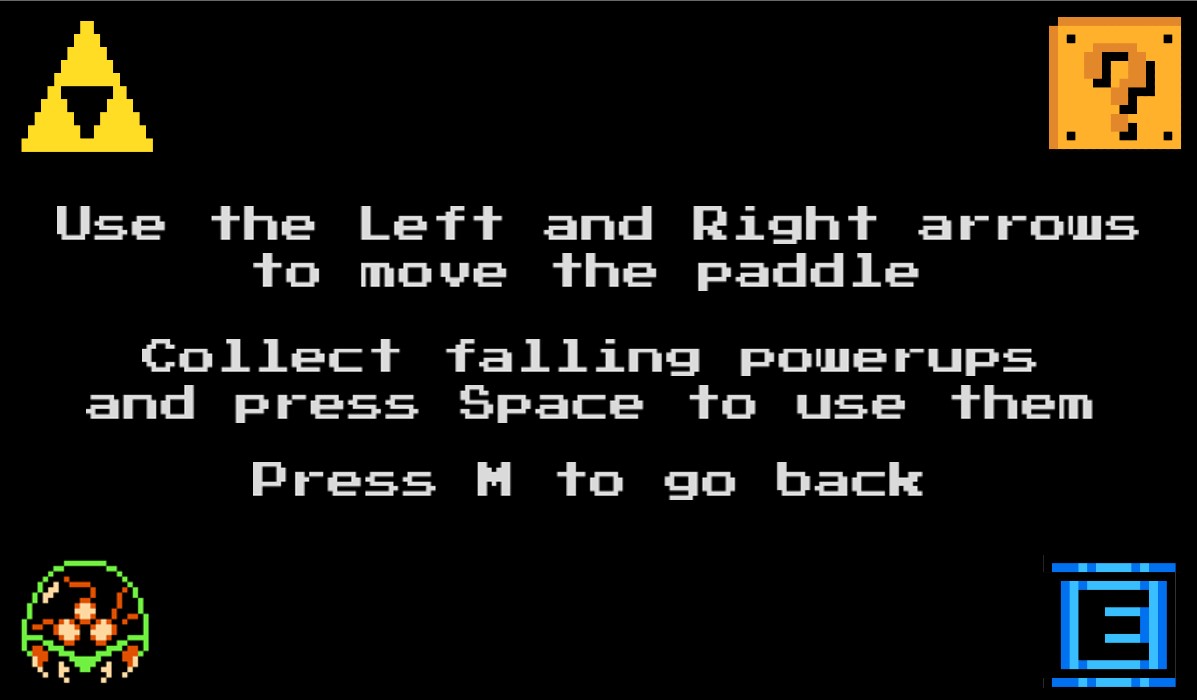 ?
Use the Left and Right arrows
to move the paddle
Collect falling powerups
and press Space to use them
Press M to go back
E